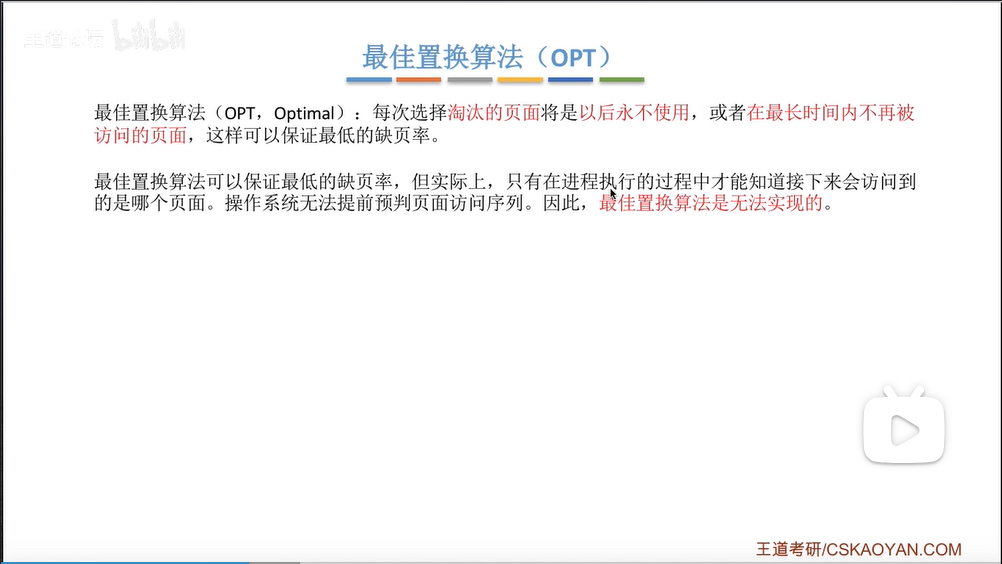 王道考研 bilibili
最佳置换算法（OPT）
最佳置换算法（OPT，Optimal）：每次选择淘汰的页面将是以后永不使用，或者在最长时间内不再被
访问的页面，这样可以保证最低的缺页率。
最佳置换算法可以保证最低的缺页率，但实际上，只有在进程执行的过程中才能知道接下来会访问到
的是哪个页面。操作系统无法提前预判页面访问序列。因此，最佳置换算法是无法实现的。
王道考研/CSKAOYAN.COM